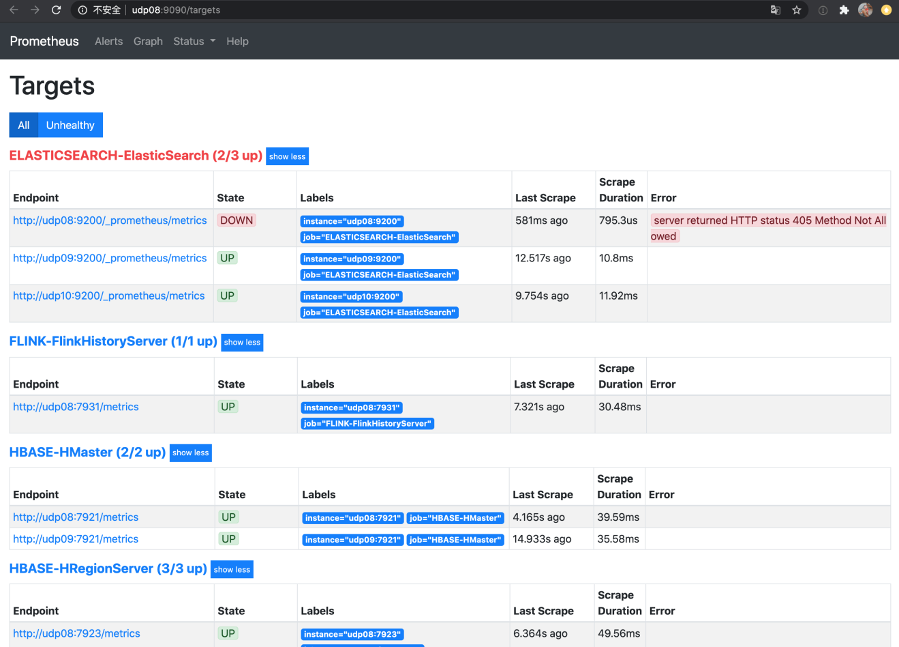 不安全 udp08:9090/targets
Prometheus Alerts Graph Status Help
Targets
All Unhealthy
ELASTICSEARCH-ElasticSearch (2/3 up) show less
Endpoint State Labels Last Scrape Scrape Duration Error
http://udp08:9200/_prometheus/metrics DOWN instance="udp08:9200" 581ms ago 795.3us server returned HTTP status 405 Method Not All
job="ELASTICSEARCH-ElasticSearch" owed
http://udp09:9200/_prometheus/metrics UP instance="udp09:9200" 12.517s ago 10.8ms
job="ELASTICSEARCH-ElasticSearch"
http://udp10:9200/_prometheus/metrics UP instance="udp10:9200" 9.754s ago 11.92ms
job="ELASTICSEARCH-ElasticSearch"
FLINK-FlinkHistoryServer (1/1 up) show less
Endpoint State Labels Last Scrape Scrape Duration Error
http://udp08:7931/metrics UP instance="udp08:7931" 7.321s ago 30.48ms
job="FLINK-FlinkHistoryServer"
HBASE-HMaster (2/2 up) show less
Endpoint State Labels Last Scrape Scrape Duration Error
http://udp08:7921/metrics UP instance="udp08:7921" job="HBASE-HMaster" 4.165s ago 39.59ms
http://udp09:7921/metrics UP instance="udp09:7921" job="HBASE-HMaster" 14.933s ago 35.58ms
HBASE-HRegionServer (3/3 up) show less
Endpoint State Labels Last Scrape Scrape Duration Error
http://udp08:7923/metrics UP instance="udp08:7923" 6.364s ago 49.56ms